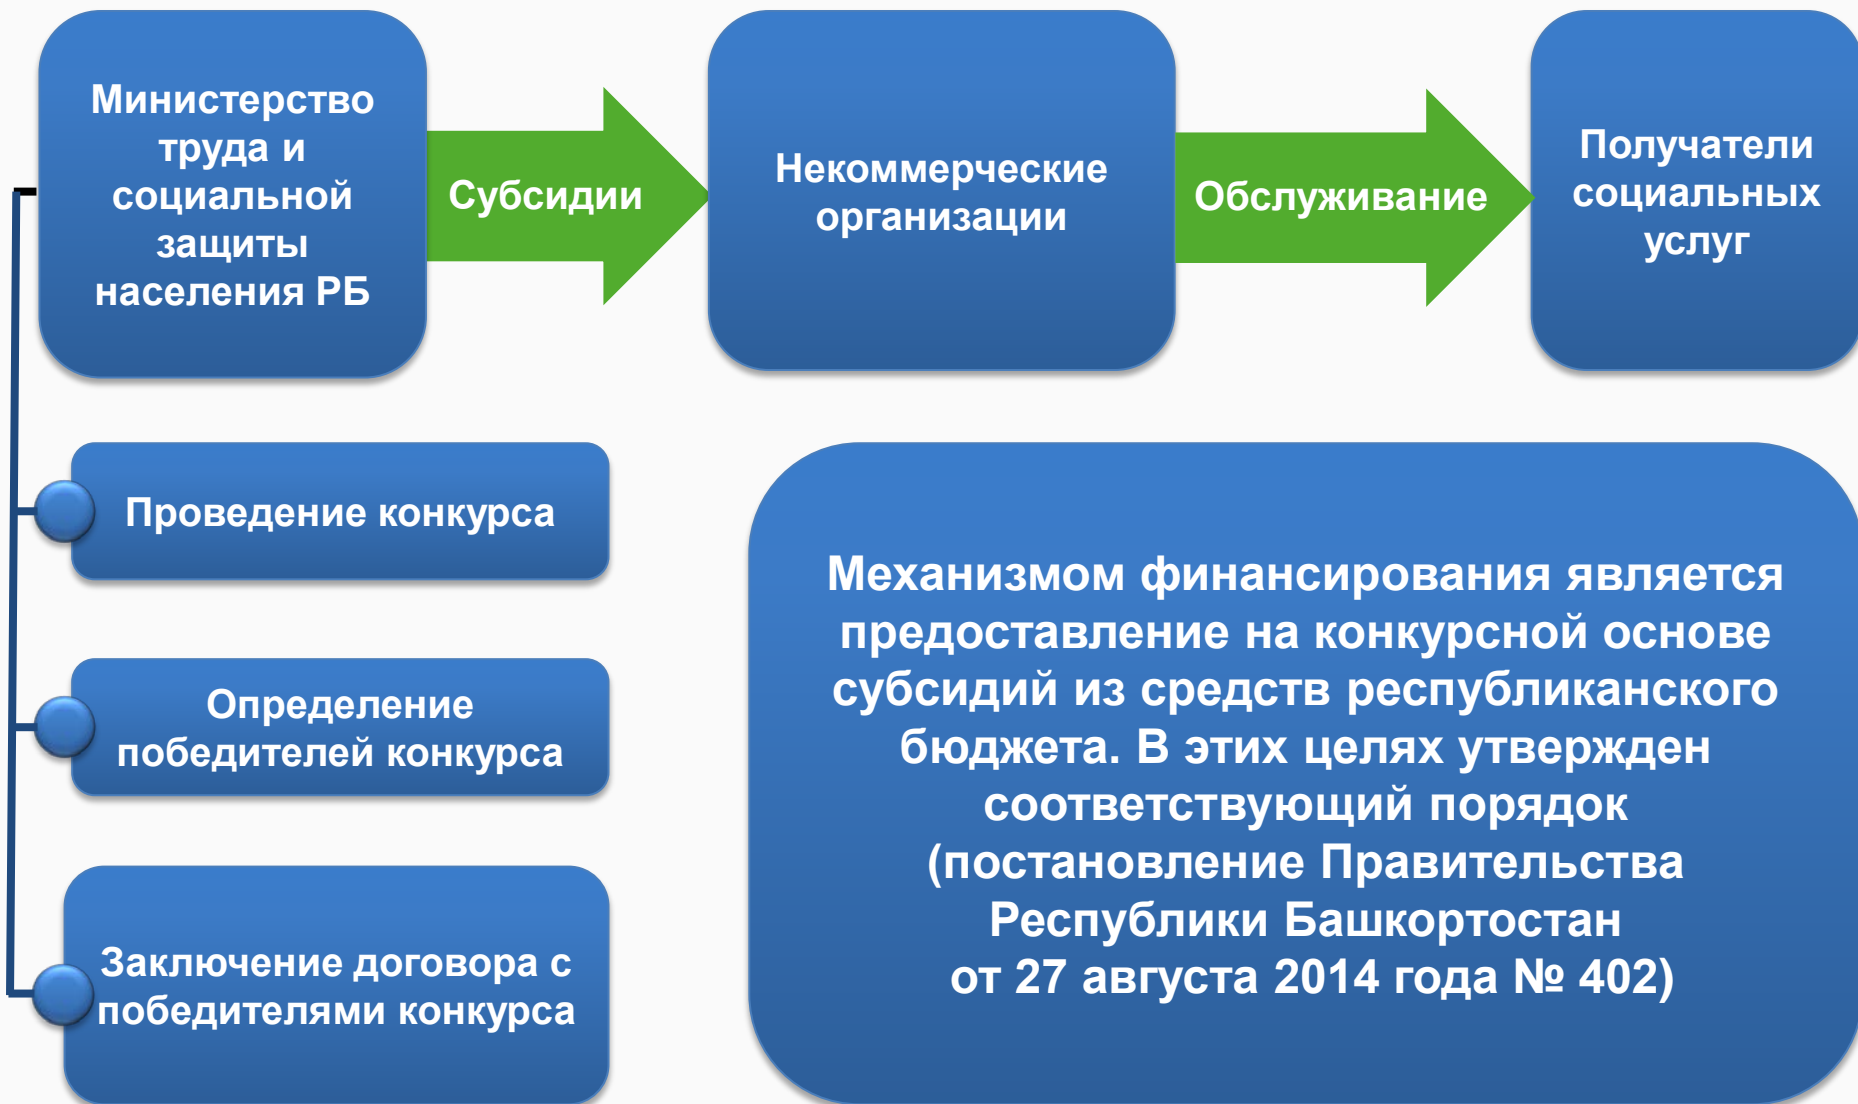 Министерство
труда и
социальной
защиты
населения РБ
Субсидии
Некоммерческие
организации
Обслуживание
Получатели
социальных
услуг
Проведение конкурса
Определение
победителей конкурса
Заключение договора с
победителями конкурса
Механизмом финансирования является
предоставление на конкурсной основе
субсидий из средств республиканского
бюджета. В этих целях утвержден
соответствующий порядок
(постановление Правительства
Республики Башкортостан
от 27 августа 2014 года № 402)